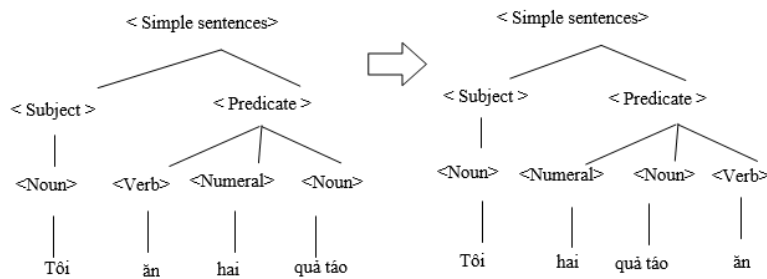 < Simple sentences> < Simple sentences>
< Subject > < Predicate > < Subject > < Predicate >
<Noun> <Verb> <Numeral> <Noun> <Noun> <Numeral> <Noun> <Verb>
Tôi ăn hai quả táo Tôi hai quả táo ăn